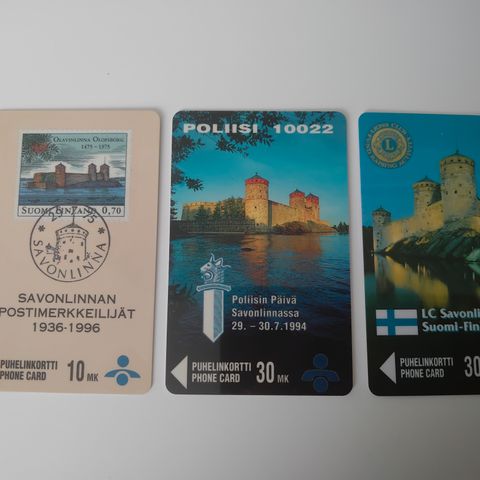 OLAVINLINNA OLOFSBORG
1475 - 1975
SUOMI FINLAND 0,70
* SAVONLINNA *
SAVONLINNAN
POSTIMERKKEILIJÄT
1936-1996
PUHELINKORTTI
PHONE CARD
10 MK
POLIISI 10022
Poliisin Päivä
Savonlinnassa
29. - 30.7.1994
PUHELINKORTTI
PHONE CARD
30 MK
L
LC Savonli
Suomi-Fin
PUHELINKORTTI
PHONE CARD
30